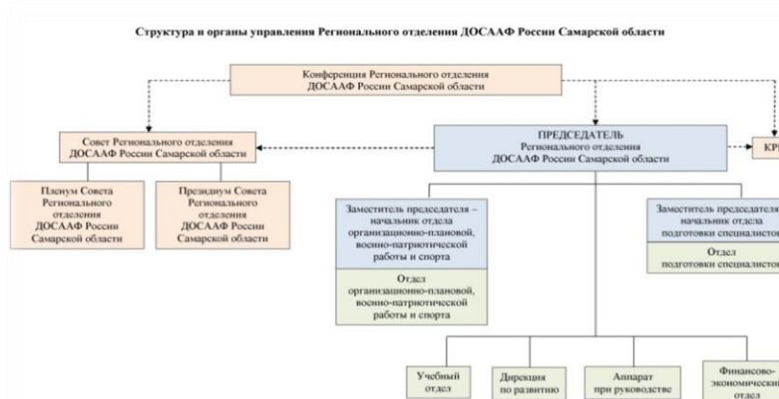 Структура и органы управления Регионального отделения ДОСААФ России Самарской области
Конференция Регионального отделения
ДОСААФ России Самарской области
Совет Регионального отделения
ДОСААФ России Самарской области
ПРЕДСЕДАТЕЛЬ
Регионального отделения
ДОСААФ России Самарской области
Пленум Совета
Регионального
отделения
ДОСААФ России
Самарской области
Президиум Совета
Регионального
отделения
ДОСААФ России
Самарской области
Заместитель председателя –
начальник отдела
организационно-плановой,
военно-патриотической
работы и спорта
Отдел
организационно-плановой,
военно-патриотической
работы и спорта
Заместитель председателя
начальник отдела
подготовки специалистов
Отдел
подготовки специалистов
Учебный
отдел
Дирекция
по развитию
Аппарат
при руководстве
Финансово-
экономический
отдел